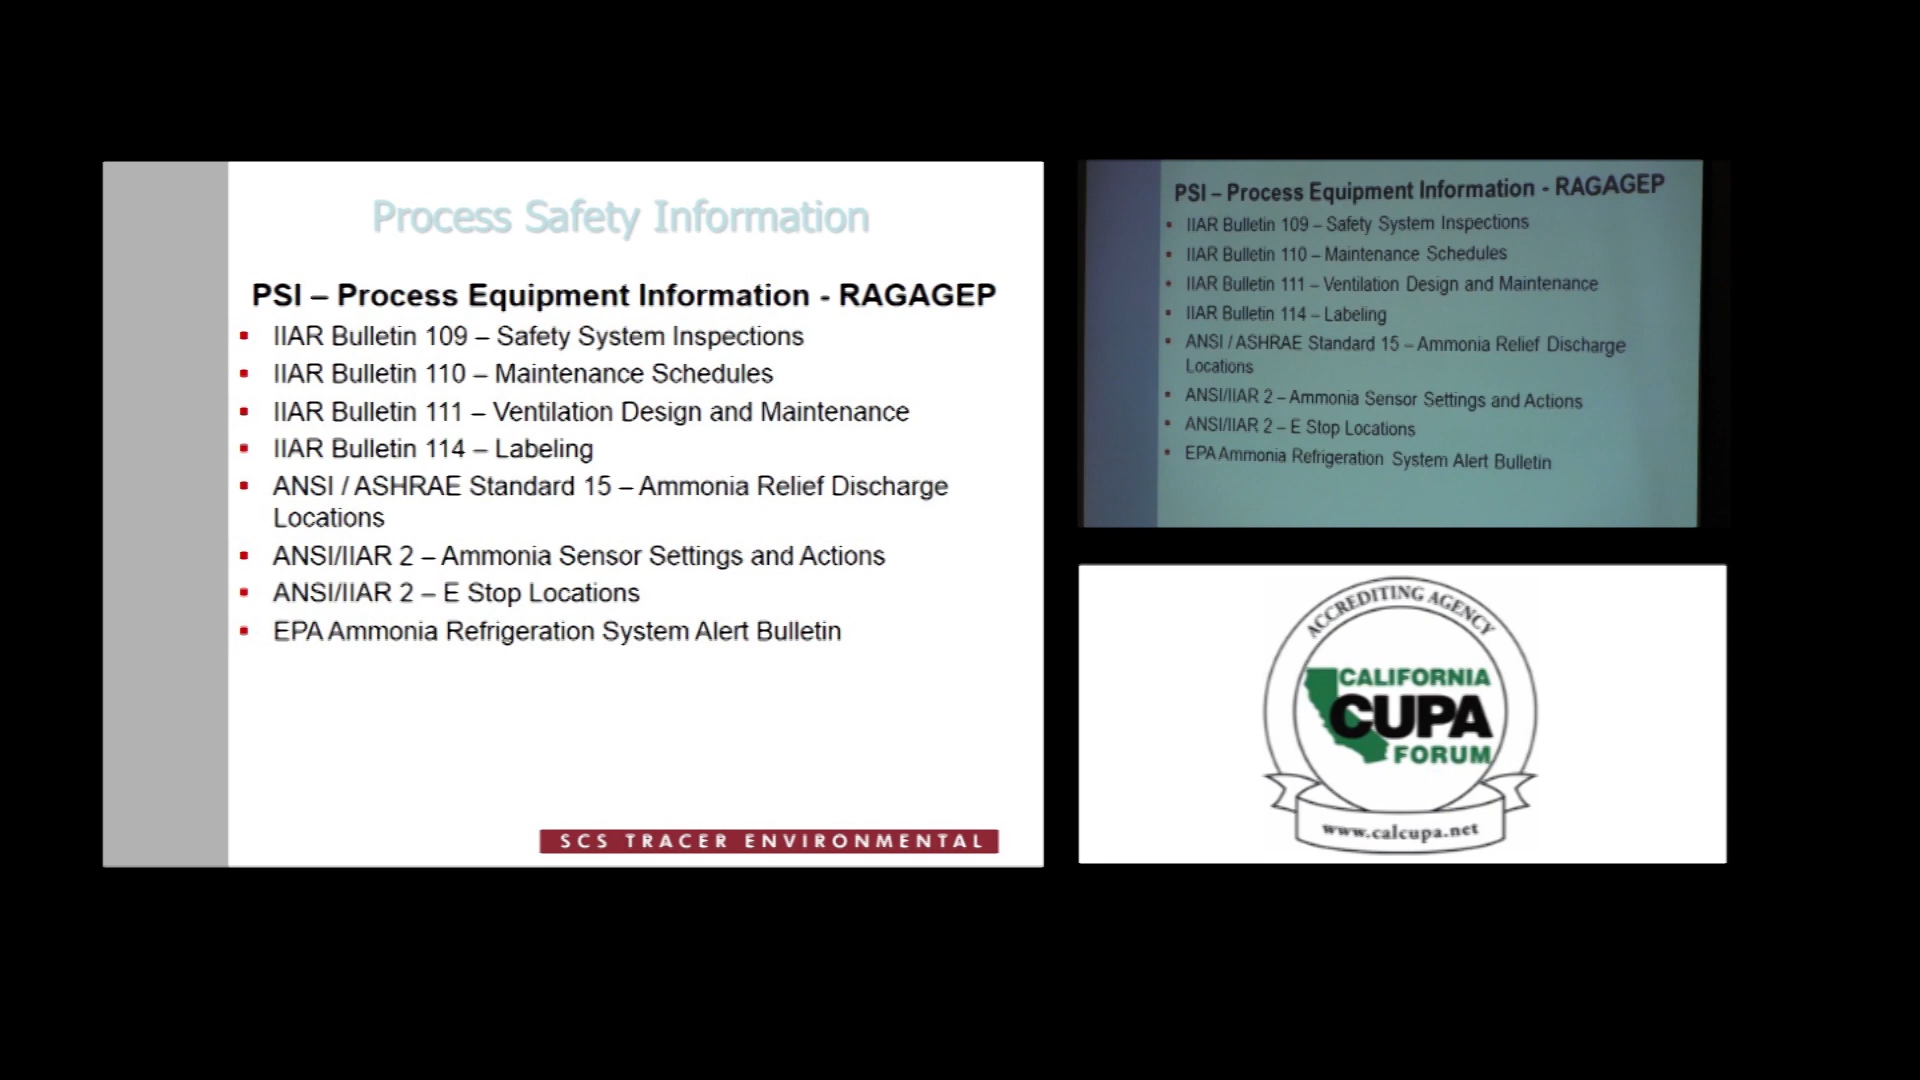 Process Safety Information
PSI – Process Equipment Information - RAGAGEP
IIAR Bulletin 109 – Safety System Inspections
IIAR Bulletin 110 – Maintenance Schedules
IIAR Bulletin 111 – Ventilation Design and Maintenance
IIAR Bulletin 114 – Labeling
ANSI / ASHRAE Standard 15 – Ammonia Relief Discharge
Locations
ANSI/IIAR 2 – Ammonia Sensor Settings and Actions
ANSI/IIAR 2 – E Stop Locations
EPA Ammonia Refrigeration System Alert Bulletin
SCS TRACER ENVIRONMENTAL
PSI – Process Equipment Information - RAGAGEP
IIAR Bulletin 109 – Safety System Inspections
IIAR Bulletin 110 – Maintenance Schedules
IIAR Bulletin 111 – Ventilation Design and Maintenance
IIAR Bulletin 114 – Labeling
ANSI / ASHRAE Standard 15 – Ammonia Relief Discharge
Locations
ANSI/IIAR 2 – Ammonia Sensor Settings and Actions
ANSI/IIAR 2 – E Stop Locations
EPA Ammonia Refrigeration System Alert Bulletin
ACCREDITING AGENCY
CALIFORNIA
CUPA
FORUM
www.calcupa.net